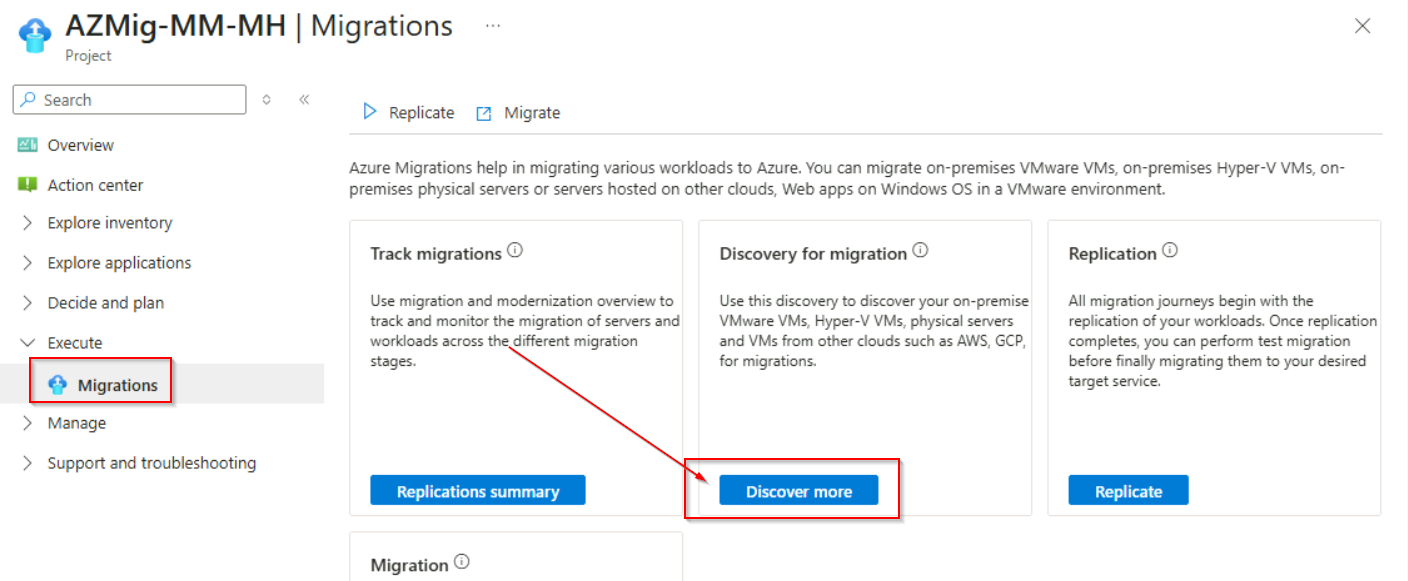 AZMig-MM-MH | Migrations ...
Project
Search
Overview
Action center
Explore inventory
Explore applications
Decide and plan
Execute
Migrations
Manage
Support and troubleshooting
Replicate Migrate
Azure Migrations help in migrating various workloads to Azure. You can migrate on-premises VMware VMs, on-premises Hyper-V VMs, on-
premises physical servers or servers hosted on other clouds, Web apps on Windows OS in a VMware environment.
Track migrations
Use migration and modernization overview to
track and monitor the migration of servers and
workloads across the different migration
stages.
Replications summary
Discovery for migration
Use this discovery to discover your on-premise
VMware VMs, Hyper-V VMs, physical servers
and VMs from other clouds such as AWS, GCP,
for migrations.
Discover more
Replication
All migration journeys begin with the
replication of your workloads. Once replication
completes, you can perform test migration
before finally migrating them to your desired
target service.
Replicate
Migration